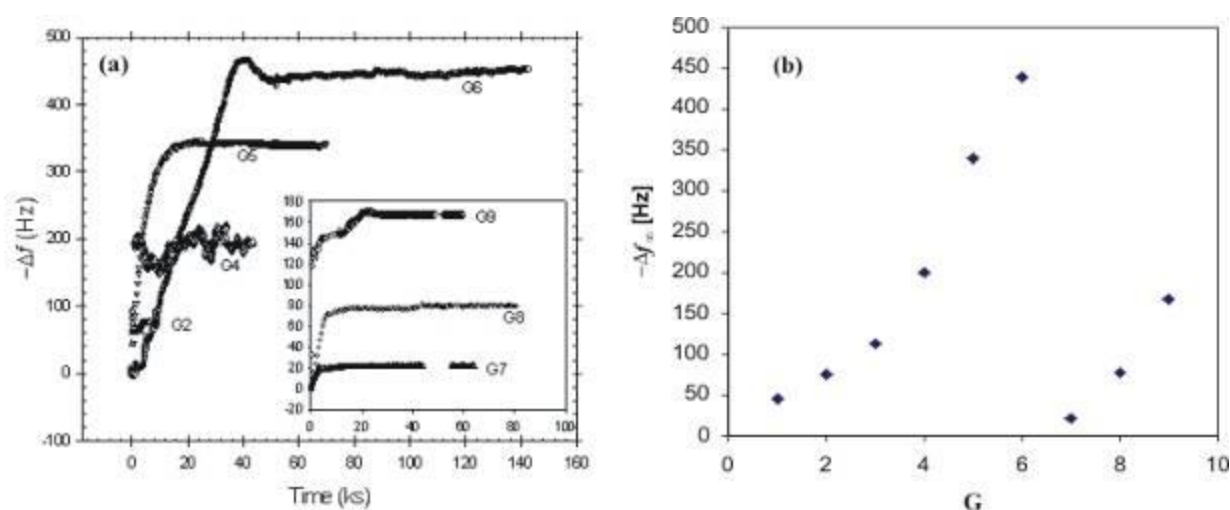 (a)
500
400
300
200
100
0
-100
−Δf (Hz)
0 20 40 60 80 100 120 140 160
Time (ks)
G6
G5
G4
G2
180
160
140
120
100
80
60
40
20
0
-20
0 20 40 60 80 100
G9
G8
G7
(b)
500
450
400
350
300
250
200
150
100
50
0
−Δf∞ [Hz]
0 2 4 6 8 10
G